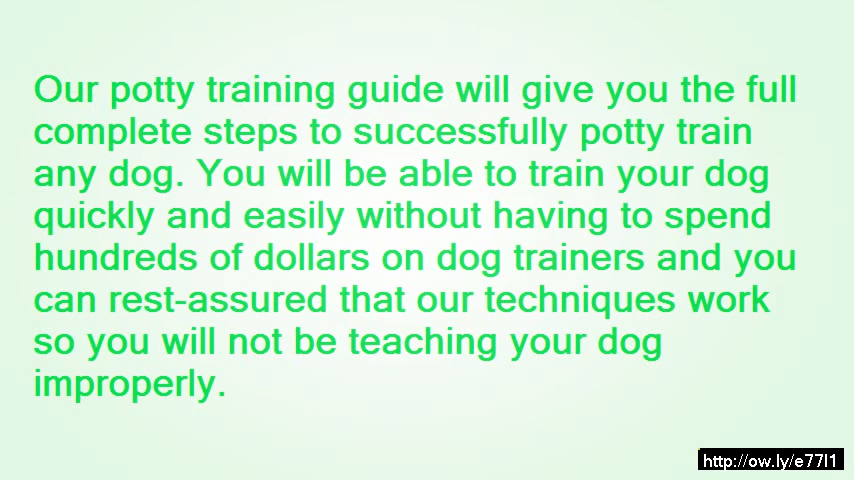 Our potty training guide will give you the full
complete steps to successfully potty train
any dog. You will be able to train your dog
quickly and easily without having to spend
hundreds of dollars on dog trainers and you
can rest-assured that our techniques work
so you will not be teaching your dog
improperly.
http://ow.ly/e77l1